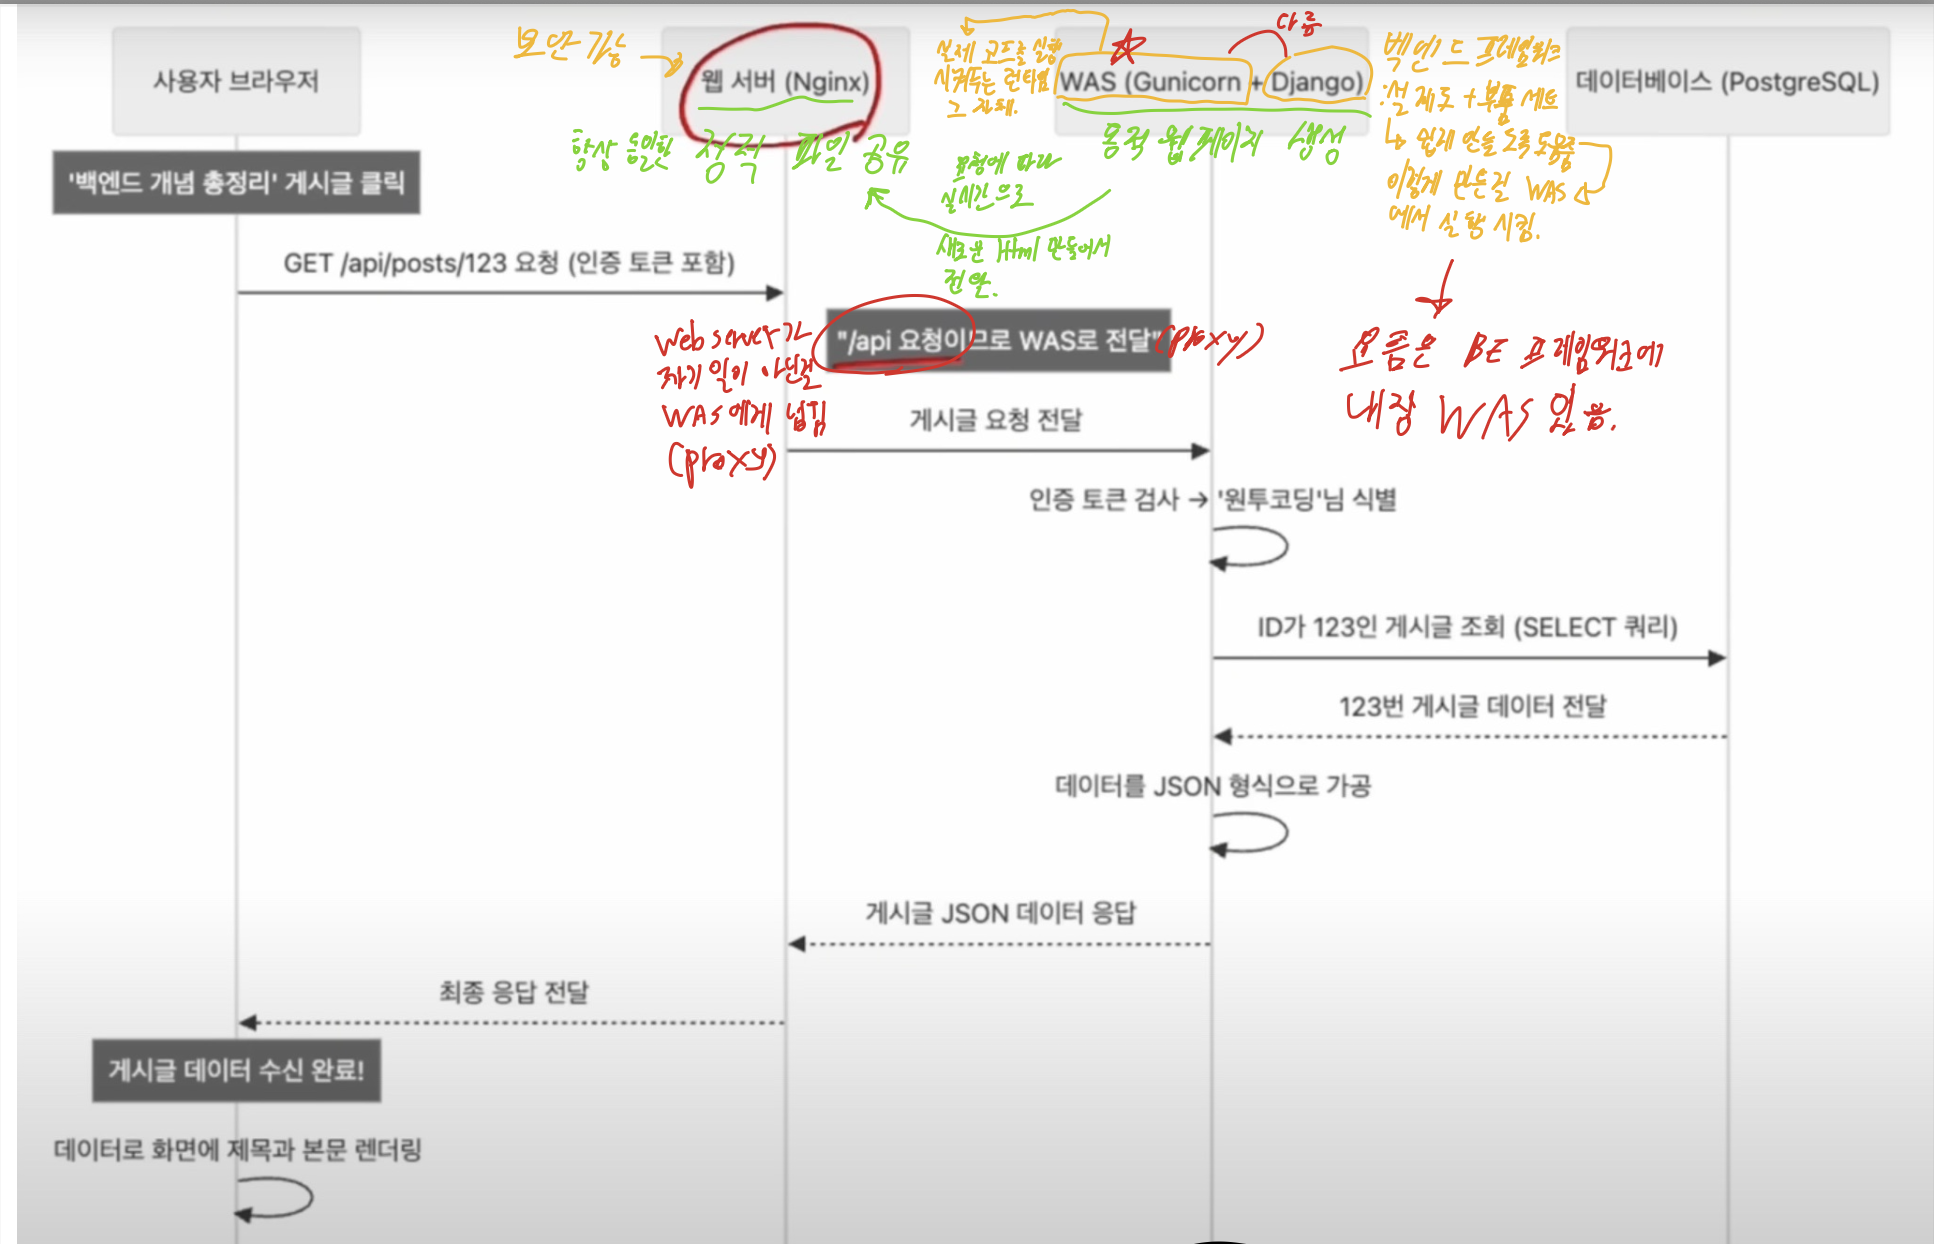 보안 기능
다름
사용자 브라우저
웹 서버 (Nginx)
실제 코드를 실행
시켜주는 런타임
그 자체.
WAS (Gunicorn + Django)
백엔드 프레임워크
: 설계도 + 부품 세트
↳ 쉽게 만들도록 도움
이렇게 만든걸 WAS
에서 실행 시킴.
데이터베이스 (PostgreSQL)
항상 동일한 정적 파일 공유
동적 웹페이지 생성
요청에 따라
실시간으로
새로운 Html 만들어서
전달.
'백엔드 개념 총정리' 게시글 클릭
GET /api/posts/123 요청 (인증 토큰 포함)
"/api 요청이므로 WAS로 전달" (proxy)
Web server가
자기 일이 아닌걸
WAS에게 넘김
(proxy)
요즘은 BE 프레임워크에
내장 WAS 있음.
게시글 요청 전달
인증 토큰 검사 → '원투코딩'님 식별
ID가 123인 게시글 조회 (SELECT 쿼리)
123번 게시글 데이터 전달
데이터를 JSON 형식으로 가공
게시글 JSON 데이터 응답
최종 응답 전달
게시글 데이터 수신 완료!
데이터로 화면에 제목과 본문 렌더링